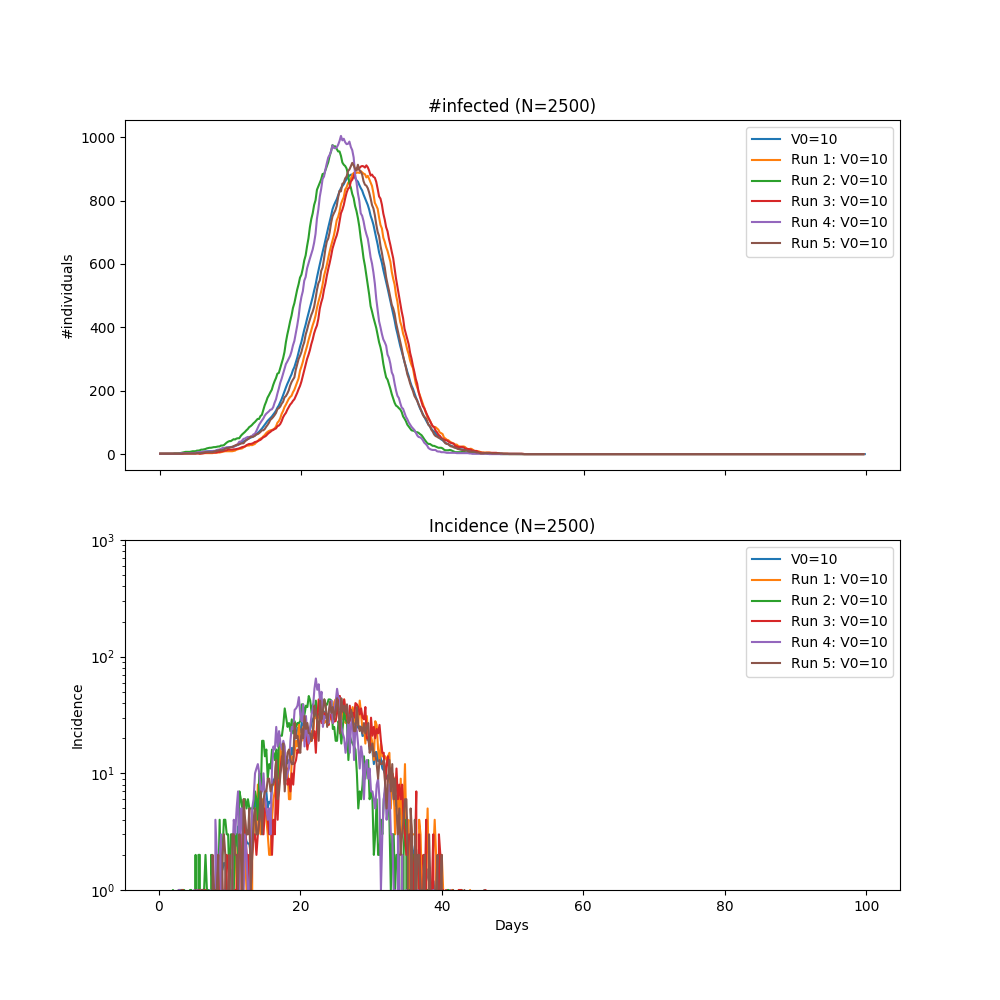 #infected (N=2500)
1000
800
600
400
200
0
#individuals
V0=10
Run 1: V0=10
Run 2: V0=10
Run 3: V0=10
Run 4: V0=10
Run 5: V0=10
Incidence (N=2500)
10³
10²
10¹
10⁰
Incidence
V0=10
Run 1: V0=10
Run 2: V0=10
Run 3: V0=10
Run 4: V0=10
Run 5: V0=10
0 20 40 60 80 100
Days